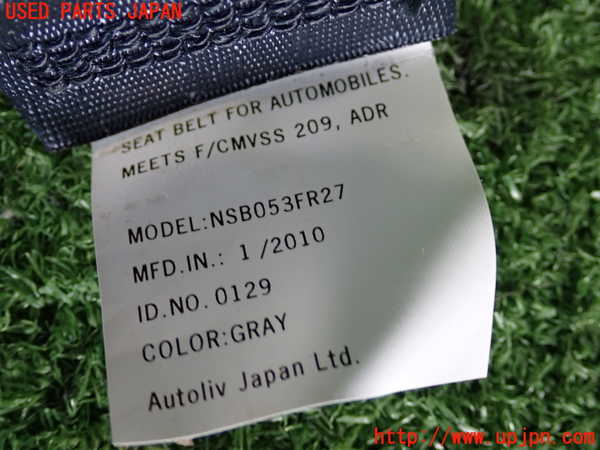 USED PARTS JAPAN
SEAT BELT FOR AUTOMOBILES.
MEETS F/CMVSS 209, ADR
MODEL:NSB053FR27
MFD.IN.: 1 /2010
ID.NO. 0129
COLOR:GRAY
Autoliv Japan Ltd.
http://www.upjpn.com/